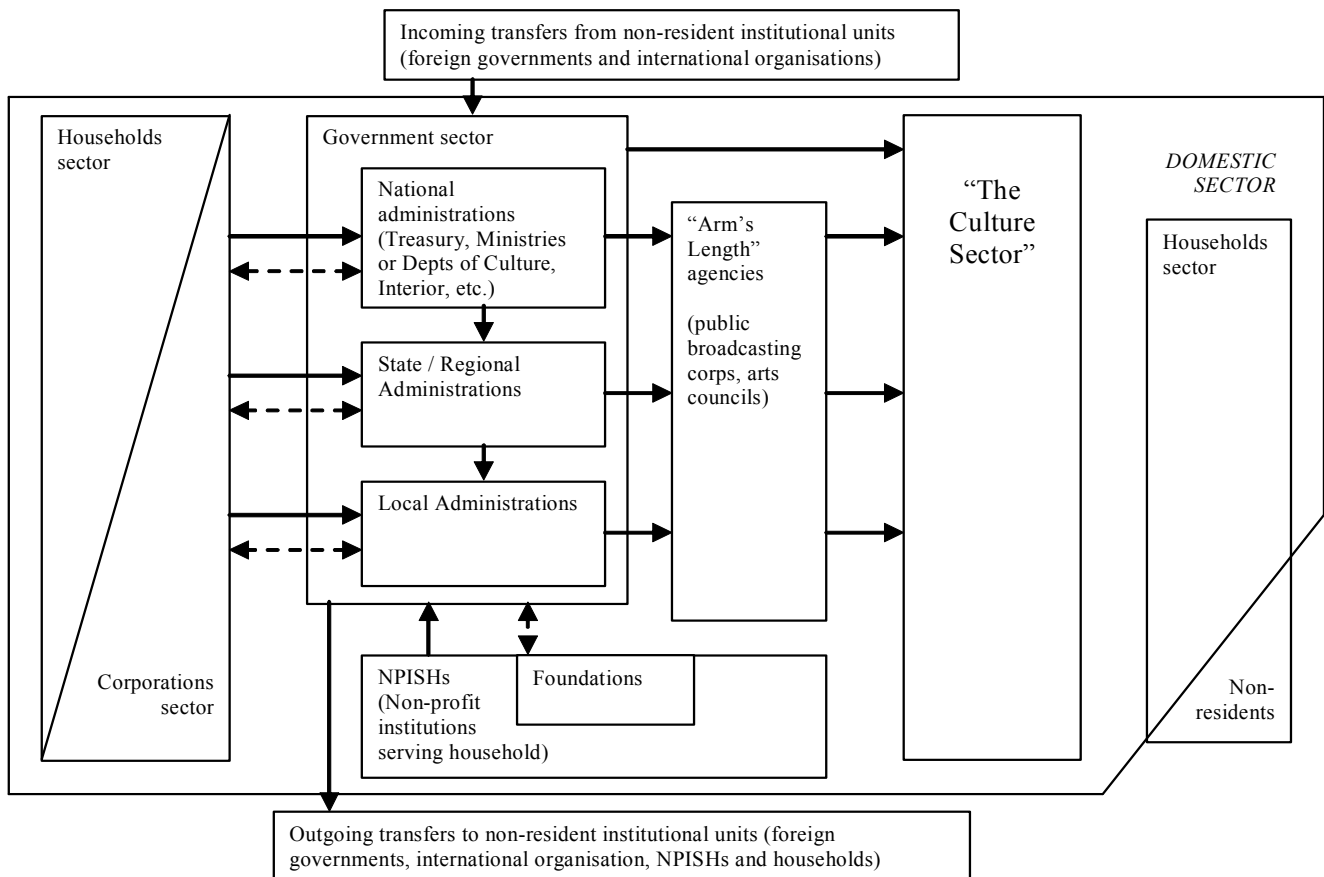 Incoming transfers from non-resident institutional units
(foreign governments and international organisations)
Households
sector
Government sector
National
administrations
(Treasury, Ministries
or Depts of Culture,
Interior, etc.)
“Arm’s
Length”
agencies
(public
broadcasting
corps, arts
councils)
“The
Culture
Sector”
DOMESTIC
SECTOR
Households
sector
State / Regional
Administrations
Local Administrations
Corporations
sector
NPISHs
(Non-profit
institutions
serving household)
Foundations
Non-
residents
Outgoing transfers to non-resident institutional units (foreign
governments, international organisation, NPISHs and households)